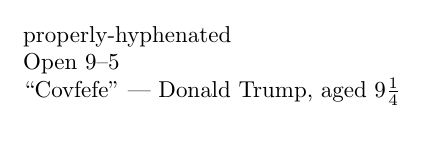 properly-hyphenated
Open 9–5
“Covfefe” — Donald Trump, aged 9¼